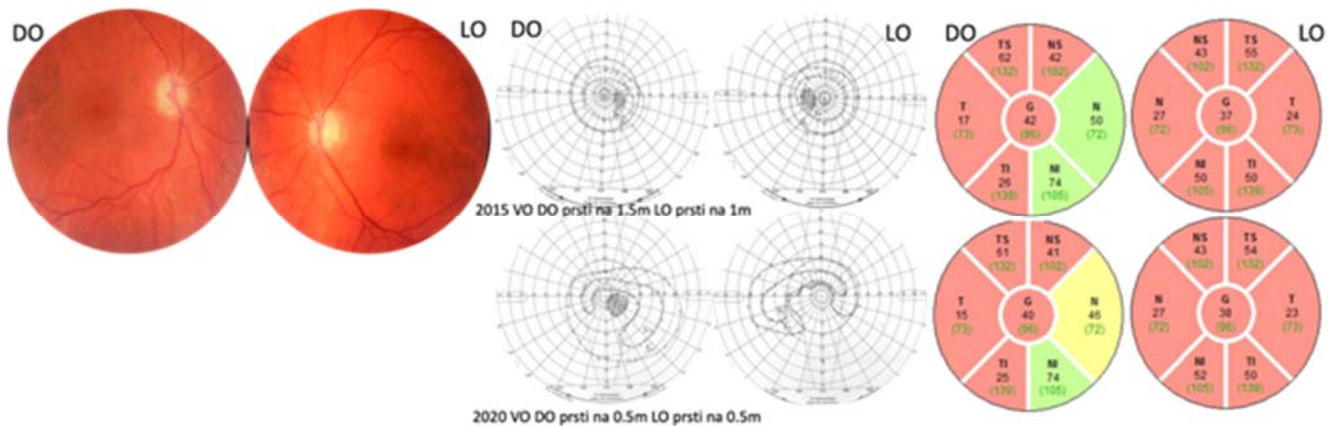 DO
LO
DO
LO
2015 VO DO prsti na 1.5m LO prsti na 1m
2020 VO DO prsti na 0.5m LO prsti na 0.5m
DO
LO
TS
62
(132)
NS
42
(102)
T
17
(73)
G
42
(96)
N
50
(72)
TI
26
(139)
NI
74
(105)
NS
43
(102)
TS
55
(132)
N
27
(72)
G
37
(96)
T
24
(73)
NI
50
(105)
TI
50
(139)
TS
61
(132)
NS
41
(102)
T
15
(73)
G
40
(96)
N
46
(72)
TI
25
(139)
NI
74
(105)
NS
43
(102)
TS
54
(132)
N
27
(72)
G
38
(96)
T
23
(73)
NI
52
(105)
TI
50
(139)